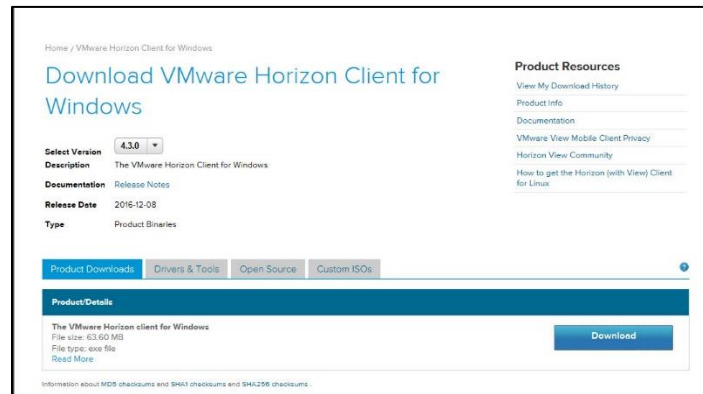 Home / VMware Horizon Client for Windows
Download VMware Horizon Client for
Windows
Select Version 4.3.0
Description The VMware Horizon Client for Windows
Documentation Release Notes
Release Date 2016-12-08
Type Product Binaries
Product Resources
View My Download History
Product Info
Documentation
VMware View Mobile Client Privacy
Horizon View Community
How to get the Horizon (with View) Client
for Linux
Product Downloads Drivers & Tools Open Source Custom ISOs
?
Product/Details
The VMware Horizon client for Windows
File size: 63.60 MB
File type: exe file
Read More
Download
Information about MD5 checksums and SHA1 checksums and SHA256 checksums .